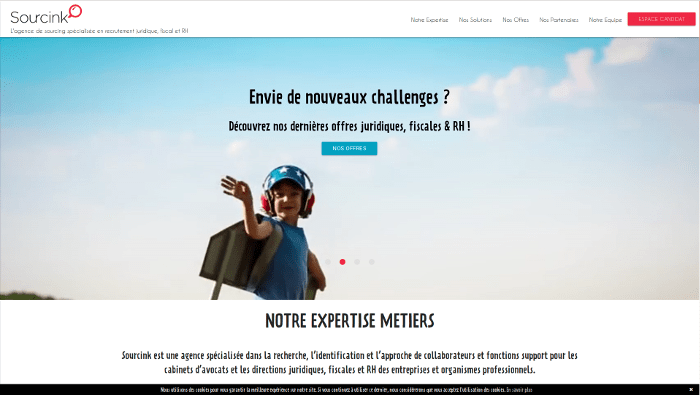 Sourcink
L'agence de sourcing spécialisée en recrutement juridique, fiscal et RH
Notre Expertise
Nos Solutions
Nos Offres
Nos Partenaires
Notre Equipe
ESPACE CANDIDAT
Envie de nouveaux challenges ?
Découvrez nos dernières offres juridiques, fiscales & RH !
NOS OFFRES
NOTRE EXPERTISE METIERS
Sourcink est une agence spécialisée dans la recherche, l'identification et l'approche de collaborateurs et fonctions support pour les
cabinets d'avocats et les directions juridiques, fiscales et RH des entreprises et organismes professionnels.
Nous utilisons des cookies pour vous garantir la meilleure expérience sur notre site. Si vous continuez à utiliser ce dernier, nous considérerons que vous acceptez l'utilisation des cookies. En savoir plus